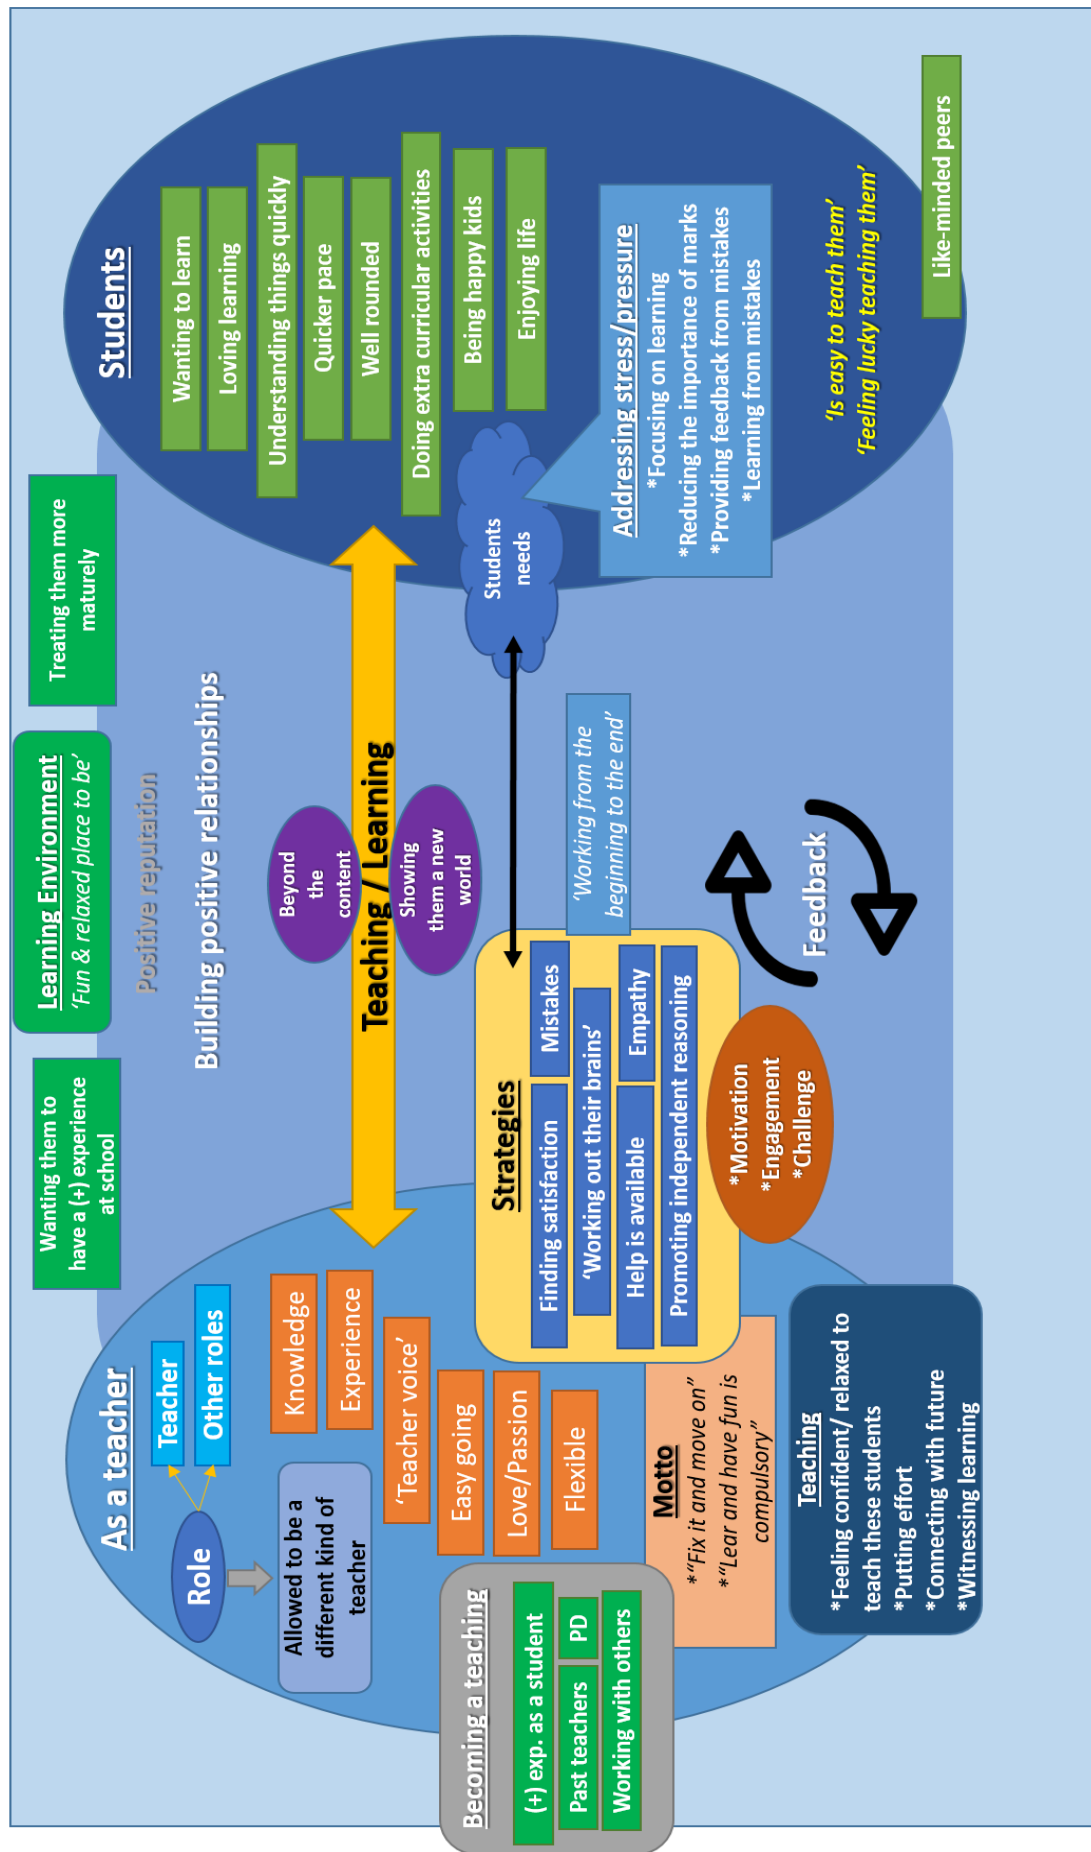 Wanting them to
have a (+) experience
at school
Learning Environment
‘Fun & relaxed place to be’
Treating them more
maturely
Positive reputation
Building positive relationships
As a teacher
Role
Teacher
Other roles
Allowed to be a
different kind of
teacher
Knowledge
Experience
‘Teacher voice’
Easy going
Love/Passion
Flexible
Becoming a teaching
(+) exp. as a student
Past teachers
PD
Working with others
Motto
*“Fix it and move on”
*“Lear and have fun is
compulsory”
Teaching
*Feeling confident/ relaxed to
teach these students
*Putting effort
*Connecting with future
*Witnessing learning
Beyond
the
content
Teaching / Learning
Showing
them a new
world
Strategies
Finding satisfaction
Mistakes
‘Working out their brains’
Help is available
Empathy
Promoting independent reasoning
*Motivation
*Engagement
*Challenge
‘Working from the
beginning to the end’
Feedback
Students
Wanting to learn
Loving learning
Understanding things quickly
Quicker pace
Well rounded
Doing extra curricular activities
Being happy kids
Enjoying life
Students
needs
Addressing stress/pressure
*Focusing on learning
*Reducing the importance of marks
*Providing feedback from mistakes
*Learning from mistakes
‘Is easy to teach them’
‘Feeling lucky teaching them’
Like-minded peers